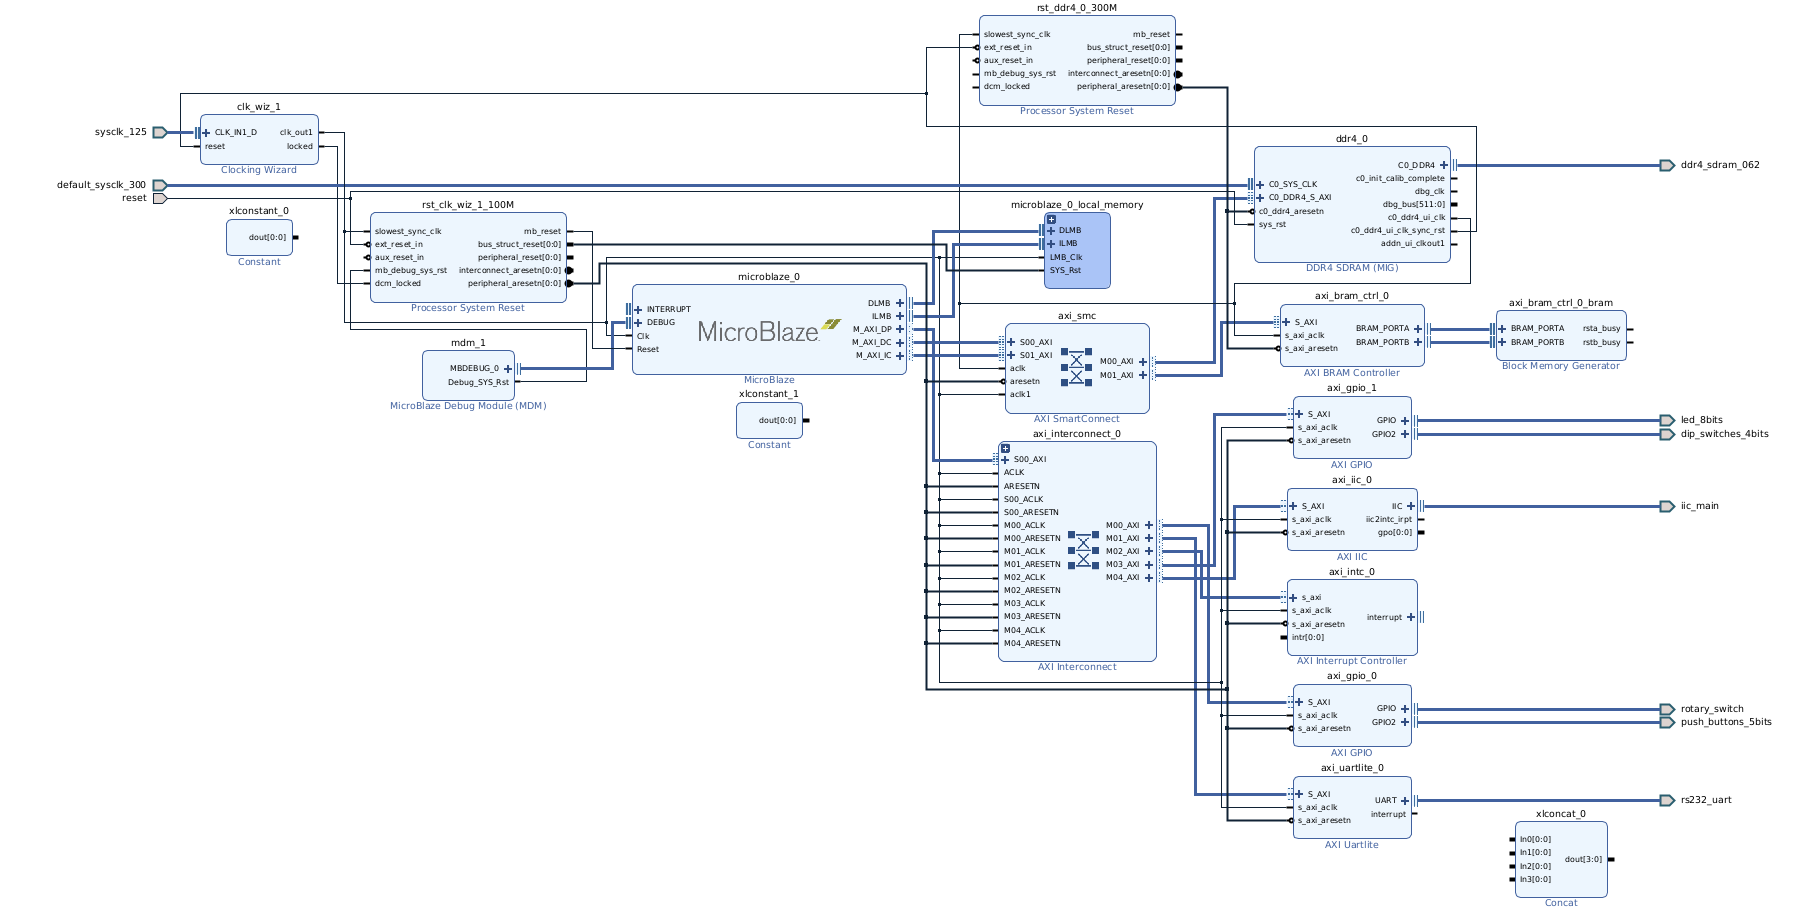 rst_ddr4_0_300M
slowest_sync_clk
ext_reset_in
aux_reset_in
mb_debug_sys_rst
dcm_locked
mb_reset
bus_struct_reset[0:0]
peripheral_reset[0:0]
interconnect_aresetn[0:0]
peripheral_aresetn[0:0]
Processor System Reset
clk_wiz_1
sysclk_125
CLK_IN1_D
reset
clk_out1
locked
Clocking Wizard
default_sysclk_300
reset
ddr4_0
C0_SYS_CLK
C0_DDR4_S_AXI
c0_ddr4_aresetn
sys_rst
C0_DDR4
c0_init_calib_complete
dbg_clk
dbg_bus[511:0]
c0_ddr4_ui_clk
c0_ddr4_ui_clk_sync_rst
addn_ui_clkout1
DDR4 SDRAM (MIG)
ddr4_sdram_062
xlconstant_0
dout[0:0]
Constant
rst_clk_wiz_1_100M
slowest_sync_clk
ext_reset_in
aux_reset_in
mb_debug_sys_rst
dcm_locked
mb_reset
bus_struct_reset[0:0]
peripheral_reset[0:0]
interconnect_aresetn[0:0]
peripheral_aresetn[0:0]
Processor System Reset
microblaze_0_local_memory
DLMB
ILMB
LMB_Clk
SYS_Rst
microblaze_0
INTERRUPT
DEBUG
Clk
Reset
MicroBlaze
DLMB
ILMB
M_AXI_DP
M_AXI_DC
M_AXI_IC
MicroBlaze
mdm_1
MBDEBUG_0
Debug_SYS_Rst
MicroBlaze Debug Module (MDM)
xlconstant_1
dout[0:0]
Constant
axi_smc
S00_AXI
S01_AXI
aclk
aresetn
aclk1
M00_AXI
M01_AXI
AXI SmartConnect
axi_bram_ctrl_0
S_AXI
s_axi_aclk
s_axi_aresetn
BRAM_PORTA
BRAM_PORTB
AXI BRAM Controller
axi_bram_ctrl_0_bram
BRAM_PORTA
BRAM_PORTB
rsta_busy
rstb_busy
Block Memory Generator
axi_interconnect_0
S00_AXI
ACLK
ARESETN
S00_ACLK
S00_ARESETN
M00_ACLK
M00_ARESETN
M01_ACLK
M01_ARESETN
M02_ACLK
M02_ARESETN
M03_ACLK
M03_ARESETN
M04_ACLK
M04_ARESETN
M00_AXI
M01_AXI
M02_AXI
M03_AXI
M04_AXI
AXI Interconnect
axi_gpio_1
S_AXI
s_axi_aclk
s_axi_aresetn
GPIO
GPIO2
AXI GPIO
led_8bits
dip_switches_4bits
axi_iic_0
S_AXI
s_axi_aclk
s_axi_aresetn
IIC
iic2intc_irpt
gpo[0:0]
AXI IIC
iic_main
axi_intc_0
s_axi
s_axi_aclk
s_axi_aresetn
intr[0:0]
interrupt
AXI Interrupt Controller
axi_gpio_0
S_AXI
s_axi_aclk
s_axi_aresetn
GPIO
GPIO2
AXI GPIO
rotary_switch
push_buttons_5bits
axi_uartlite_0
S_AXI
s_axi_aclk
s_axi_aresetn
UART
interrupt
AXI Uartlite
rs232_uart
xlconcat_0
In0[0:0]
In1[0:0]
In2[0:0]
In3[0:0]
dout[3:0]
Concat